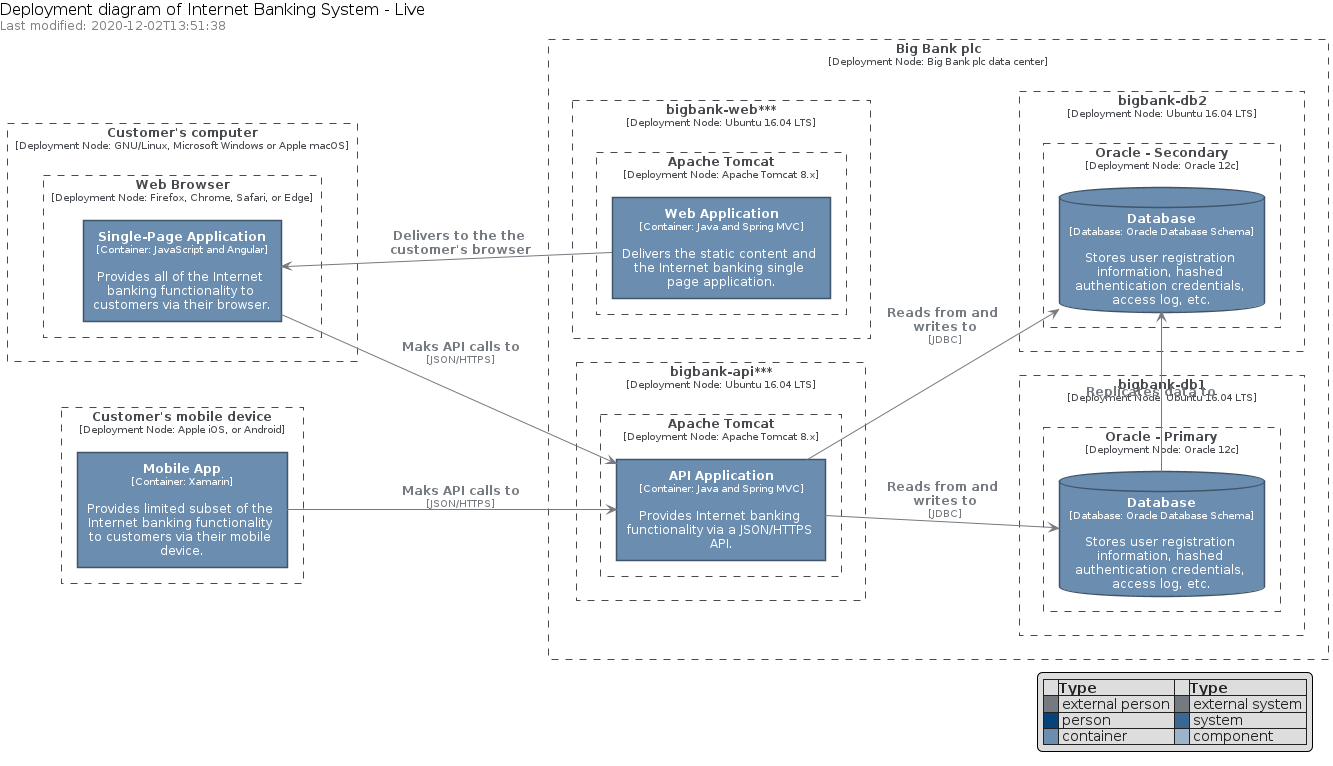 Deployment diagram of Internet Banking System - Live
Last modified: 2020-12-02T13:51:38
Big Bank plc
[Deployment Node: Big Bank plc data center]
Customer's computer
[Deployment Node: GNU/Linux, Microsoft Windows or Apple macOS]
Web Browser
[Deployment Node: Firefox, Chrome, Safari, or Edge]
Single-Page Application
[Container: JavaScript and Angular]
Provides all of the Internet
banking functionality to
customers via their browser.
Delivers to the the
customer's browser
bigbank-web***
[Deployment Node: Ubuntu 16.04 LTS]
Apache Tomcat
[Deployment Node: Apache Tomcat 8.x]
Web Application
[Container: Java and Spring MVC]
Delivers the static content and
the Internet banking single
page application.
bigbank-db2
[Deployment Node: Ubuntu 16.04 LTS]
Oracle - Secondary
[Deployment Node: Oracle 12c]
Database
[Database: Oracle Database Schema]
Stores user registration
information, hashed
authentication credentials,
access log, etc.
Reads from and
writes to
[JDBC]
Maks API calls to
[JSON/HTTPS]
Customer's mobile device
[Deployment Node: Apple iOS, or Android]
Mobile App
[Container: Xamarin]
Provides limited subset of the
Internet banking functionality
to customers via their mobile
device.
Maks API calls to
[JSON/HTTPS]
bigbank-api***
[Deployment Node: Ubuntu 16.04 LTS]
Apache Tomcat
[Deployment Node: Apache Tomcat 8.x]
API Application
[Container: Java and Spring MVC]
Provides Internet banking
functionality via a JSON/HTTPS
API.
Reads from and
writes to
[JDBC]
bigbank-db1
Replicates data to
[Deployment Node: Ubuntu 16.04 LTS]
Oracle - Primary
[Deployment Node: Oracle 12c]
Database
[Database: Oracle Database Schema]
Stores user registration
information, hashed
authentication credentials,
access log, etc.
Type Type
external person external system
person system
container component